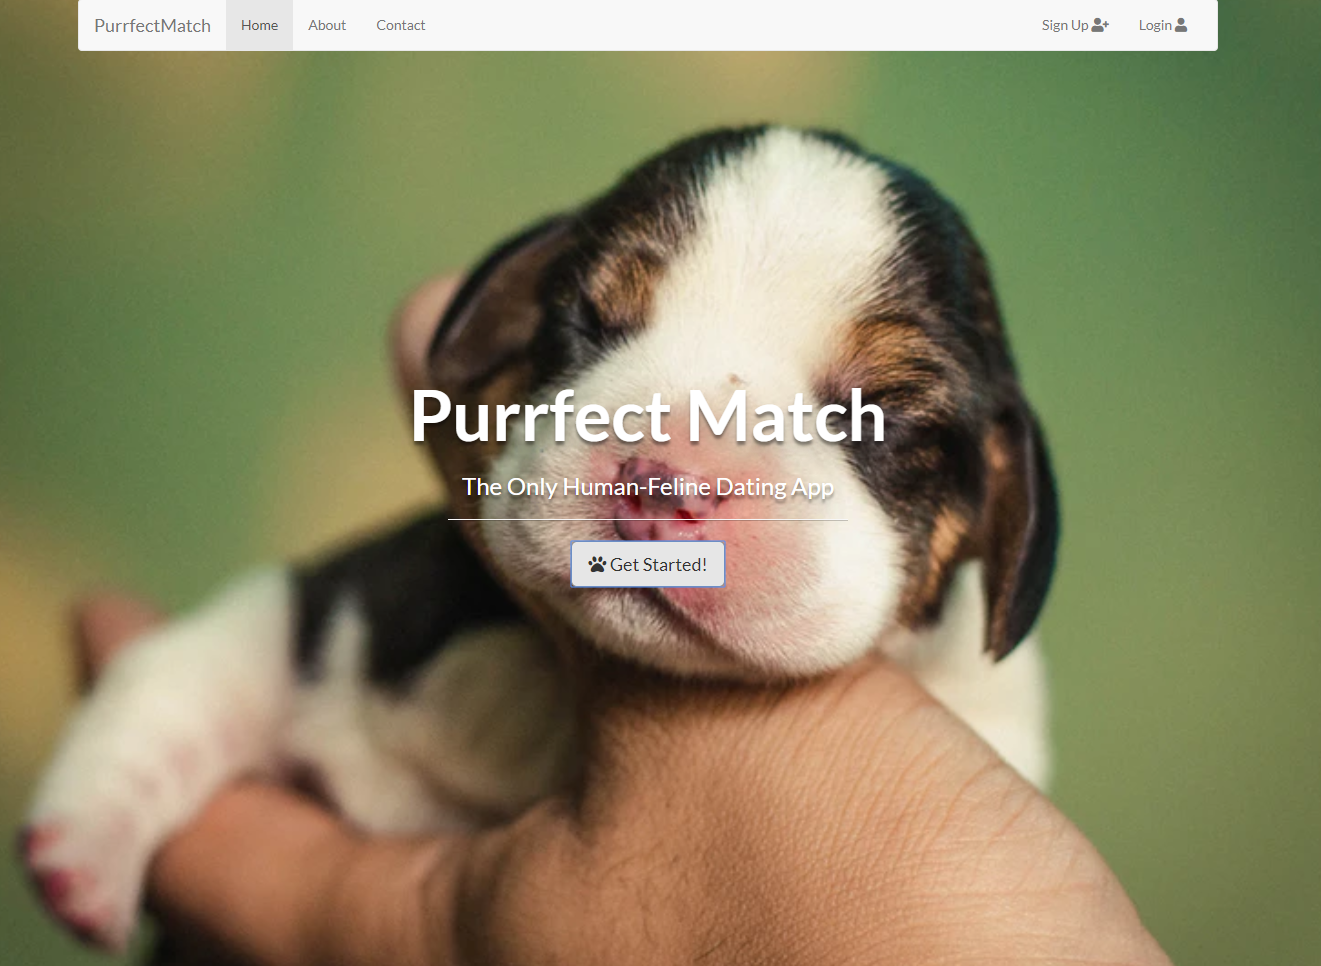 PurrfectMatch Home About Contact Sign Up Login
Purrfect Match
The Only Human-Feline Dating App
Get Started!